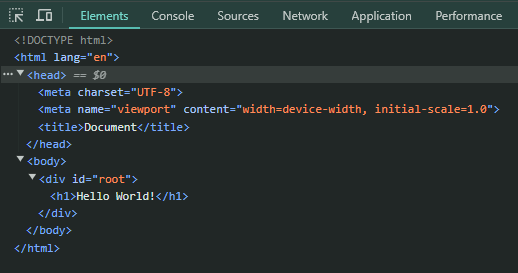 Elements Console Sources Network Application Performance
<!DOCTYPE html>
<html lang="en">
··· <head> == $0
<meta charset="UTF-8">
<meta name="viewport" content="width=device-width, initial-scale=1.0">
<title>Document</title>
</head>
<body>
<div id="root">
<h1>Hello World!</h1>
</div>
</body>
</html>